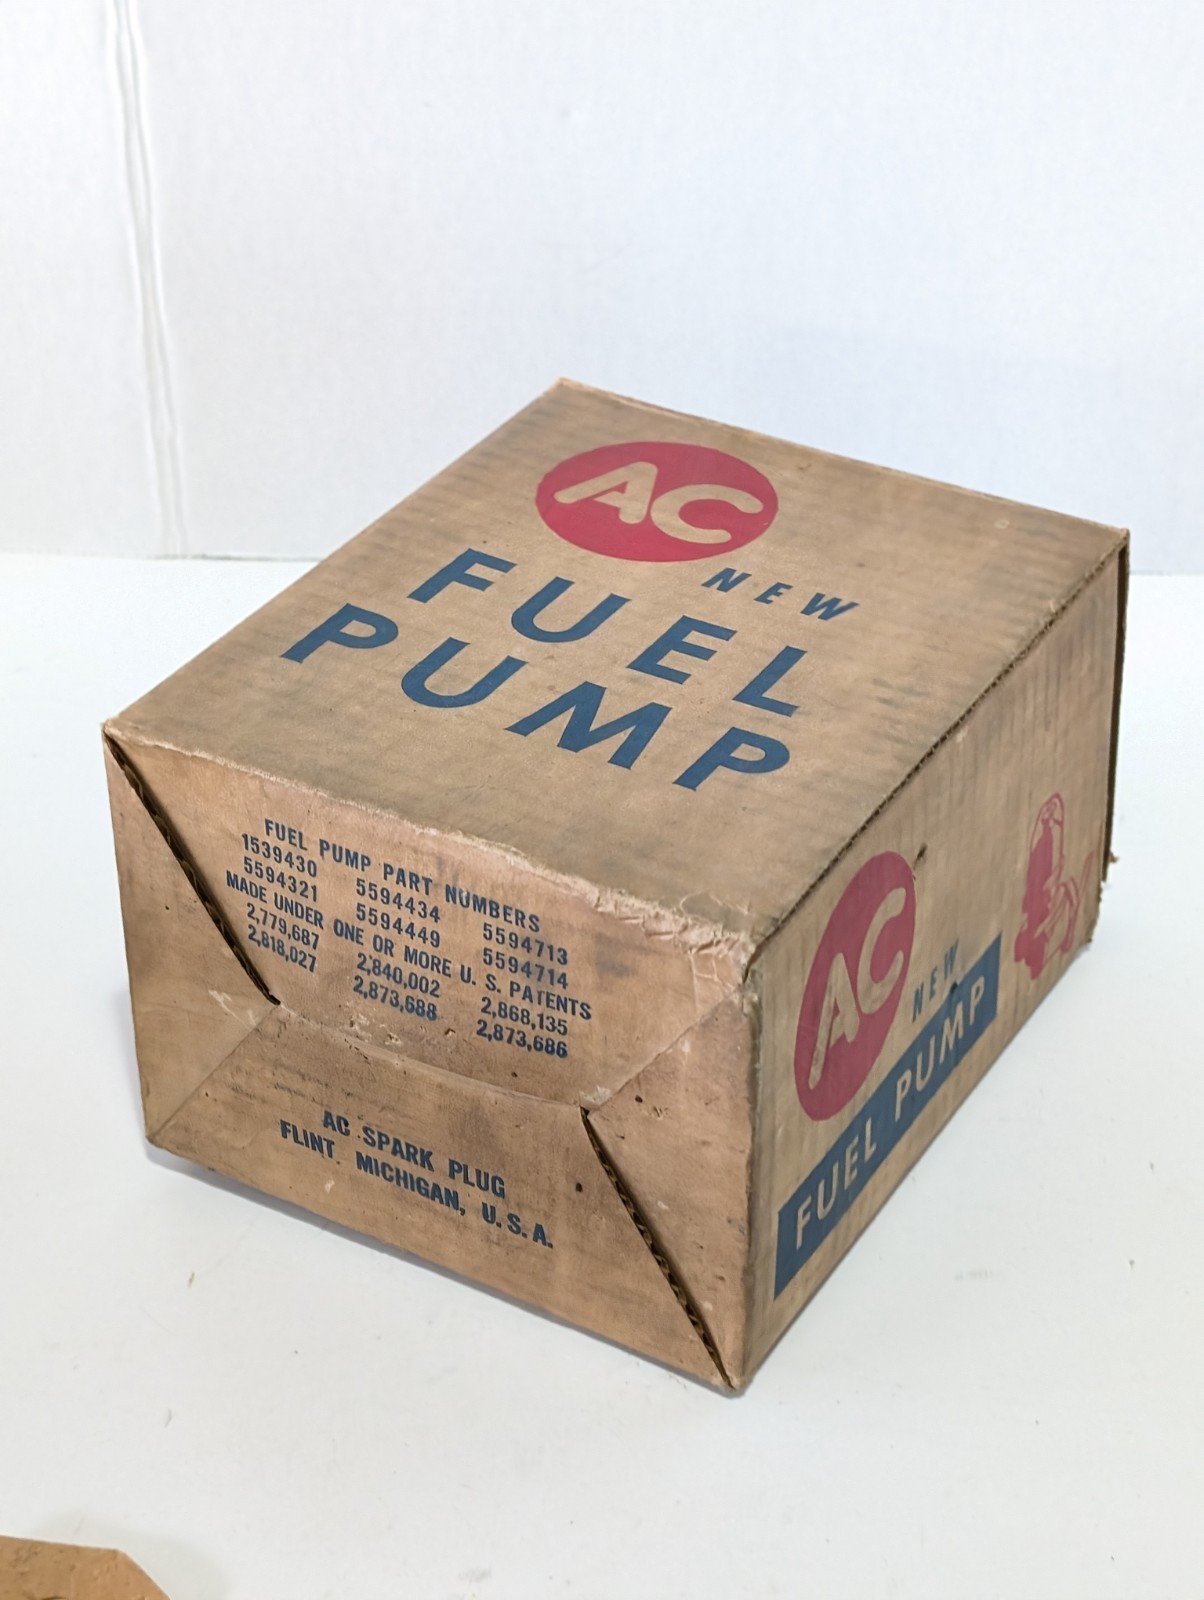 AC
NEW
FUEL
PUMP
FUEL PUMP PART NUMBERS
1539430 5594434 5594713
5594321 5594449 5594714
MADE UNDER ONE OR MORE U. S. PATENTS
2,779,687 2,840,002 2,868,135
2,818,027 2,873,688 2,873,686
AC SPARK PLUG
FLINT, MICHIGAN, U.S.A.
AC
NEW
FUEL PUMP